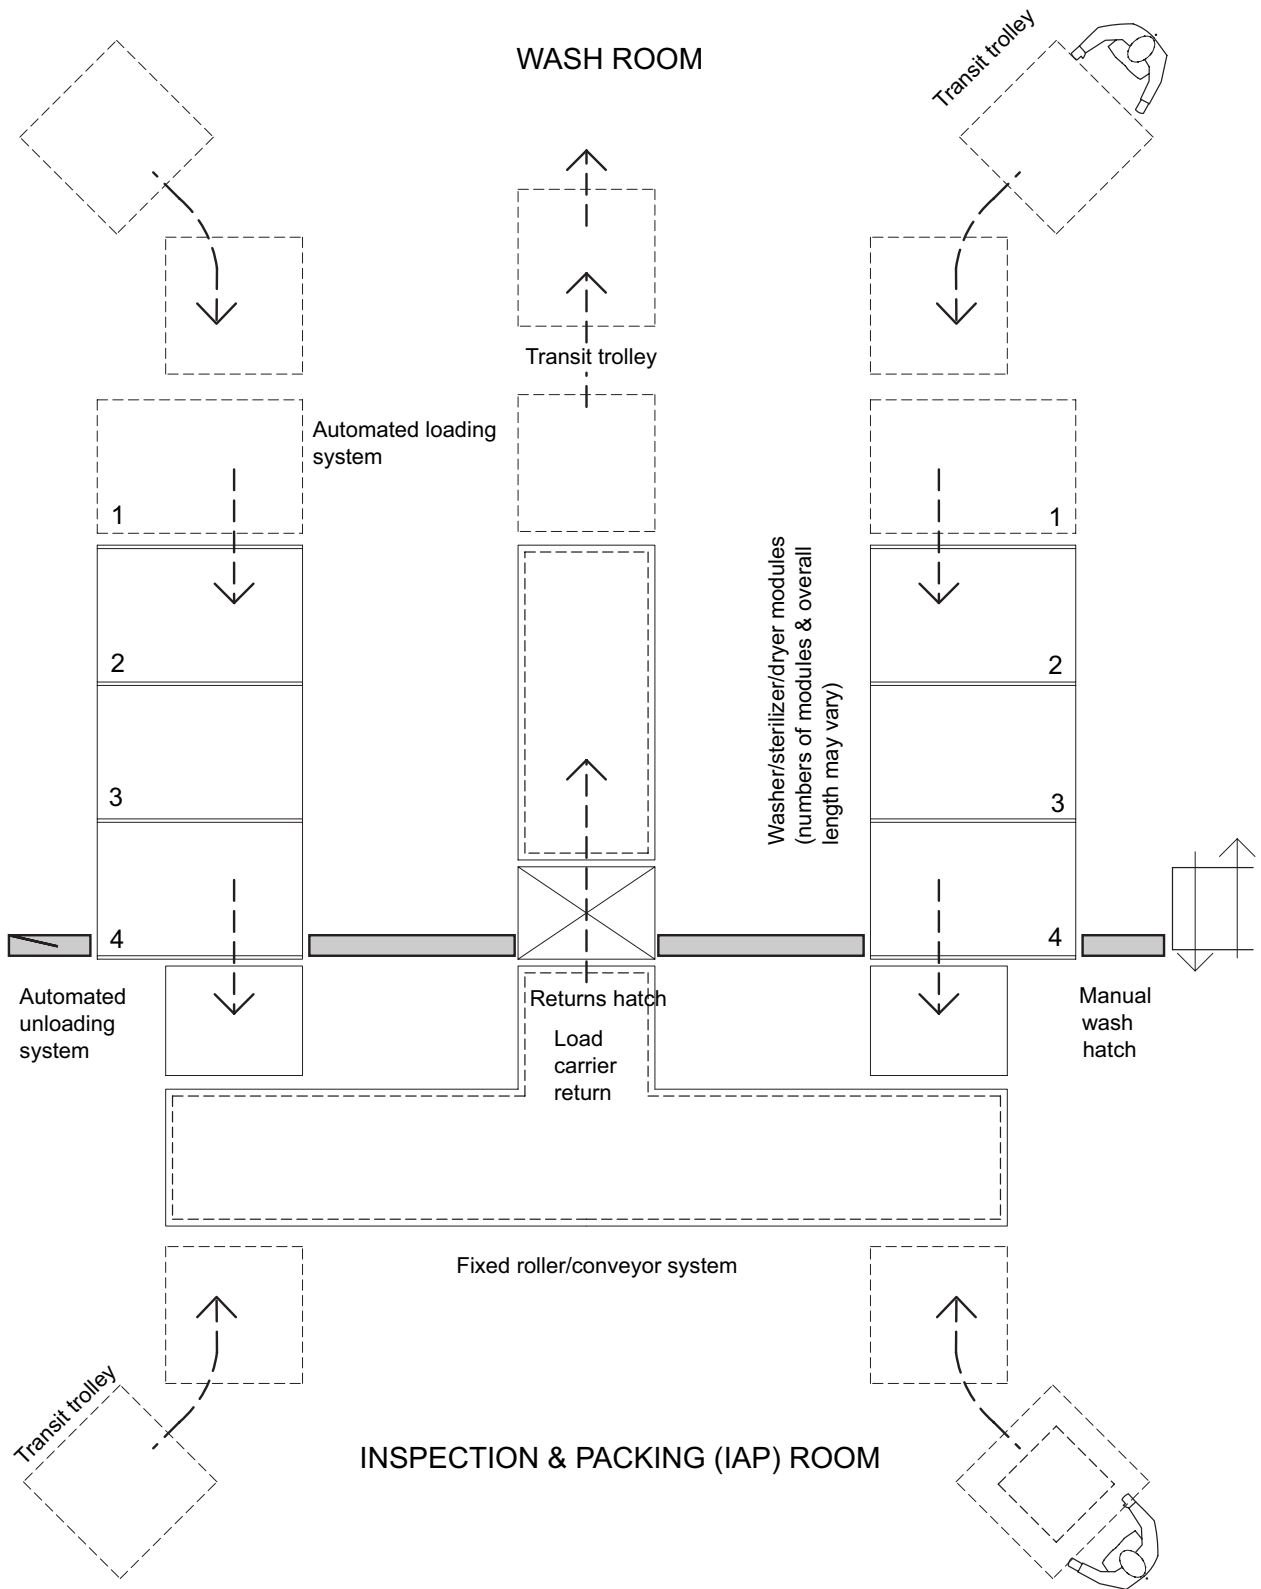 WASH ROOM
Transit trolley
Transit trolley
Automated loading
system
1
1
Washer/sterilizer/dryer modules
(numbers of modules & overall
length may vary)
2
2
3
3
4
4
Automated
unloading
system
Returns hatch
Load
carrier
return
Manual
wash
hatch
Fixed roller/conveyor system
Transit trolley
INSPECTION & PACKING (IAP) ROOM